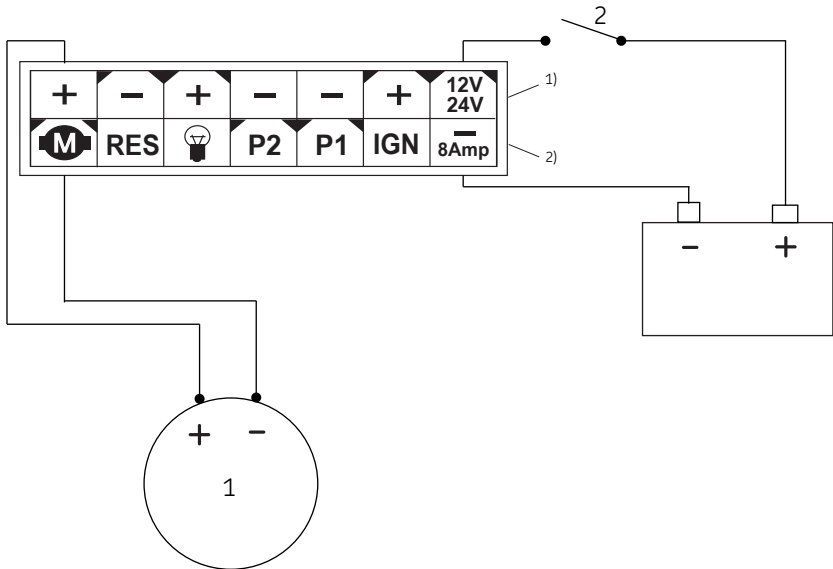 2
+ − + − − + 12V
24V
1)
M RES P2 P1 IGN − 8Amp
2)
− +
+ −
1